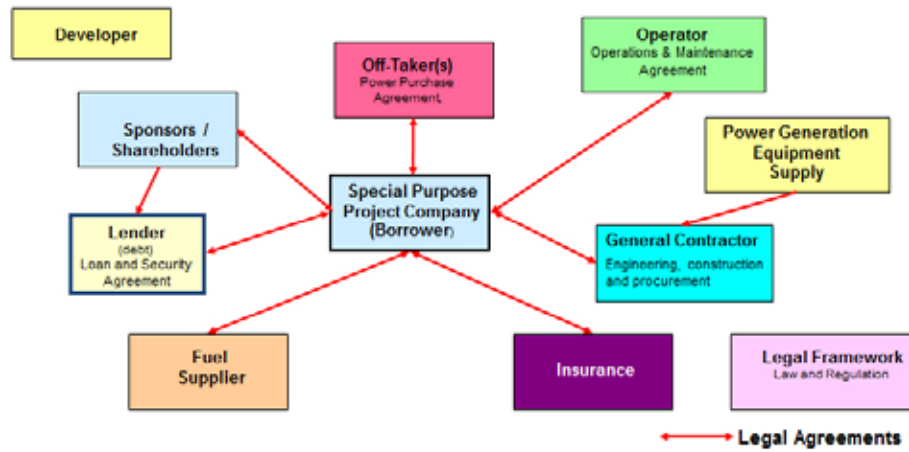 Developer
Off-Taker(s)
Power Purchase
Agreement,
Operator
Operations & Maintenance
Agreement
Sponsors /
Shareholders
Power Generation
Equipment
Supply
Special Purpose
Project Company
(Borrower)
Lender
(debt)
Loan and Security
Agreement
General Contractor
Engineering, construction
and procurement
Fuel
Supplier
Insurance
Legal Framework
Law and Regulation
Legal Agreements